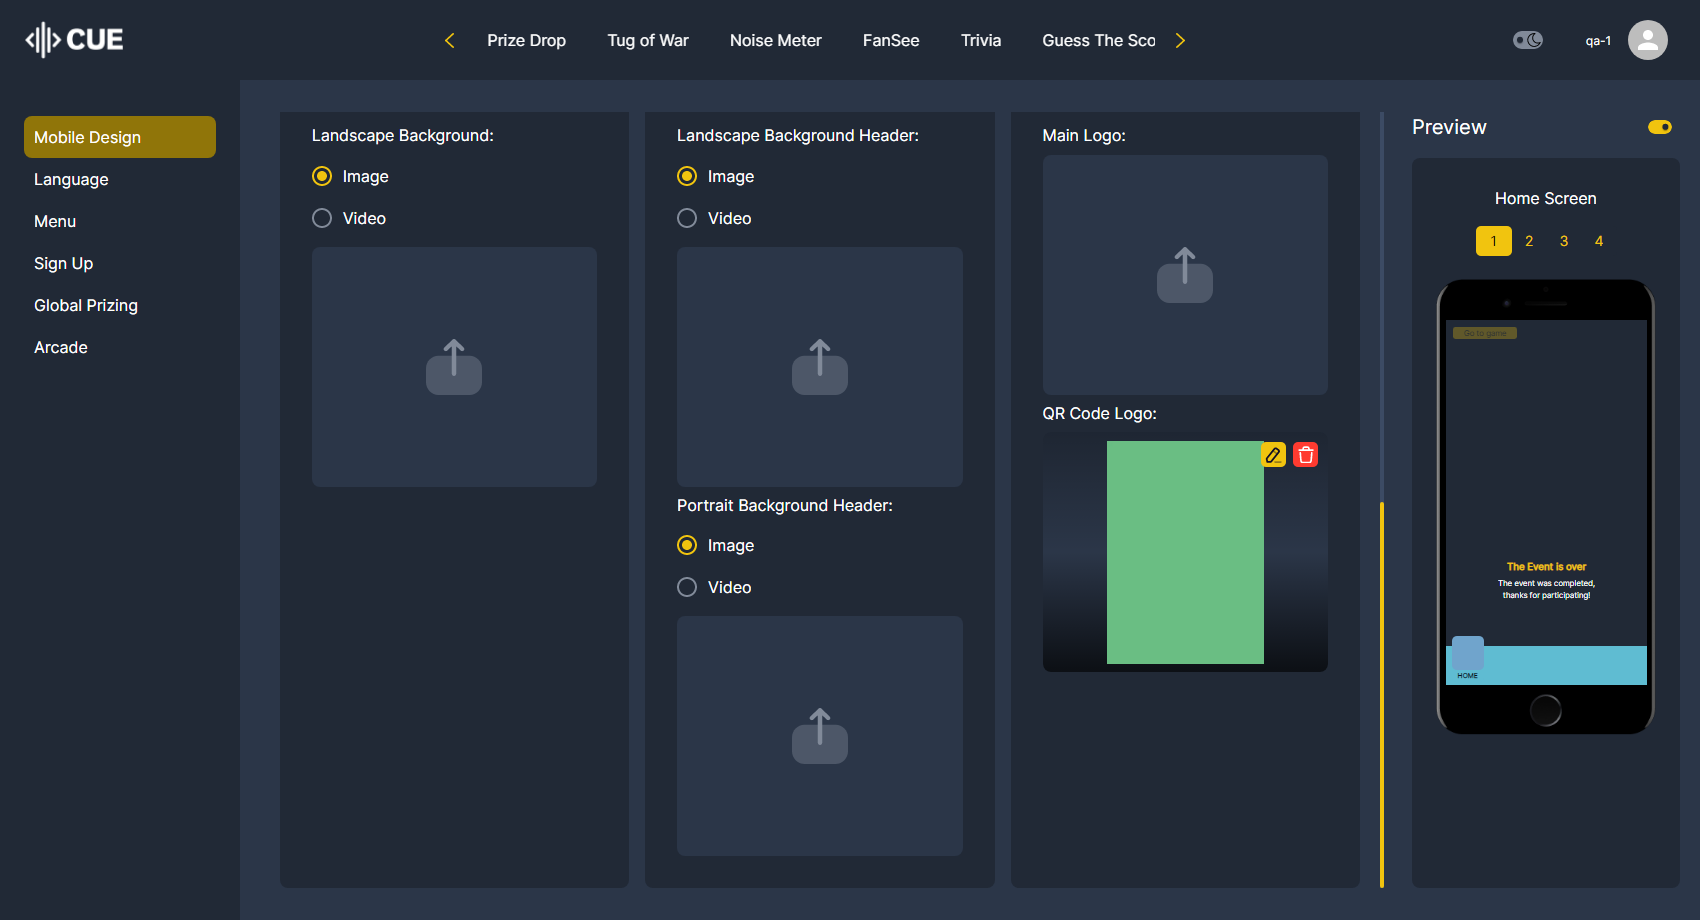 CUE
Prize Drop
Tug of War
Noise Meter
FanSee
Trivia
Guess The Sco
qa-1
Mobile Design
Language
Menu
Sign Up
Global Prizing
Arcade
Landscape Background:
Image
Video
Landscape Background Header:
Image
Video
Portrait Background Header:
Image
Video
Main Logo:
QR Code Logo:
Preview
Home Screen
1 2 3 4
Go to game
The Event is over
The event was completed,
thanks for participating!
HOME